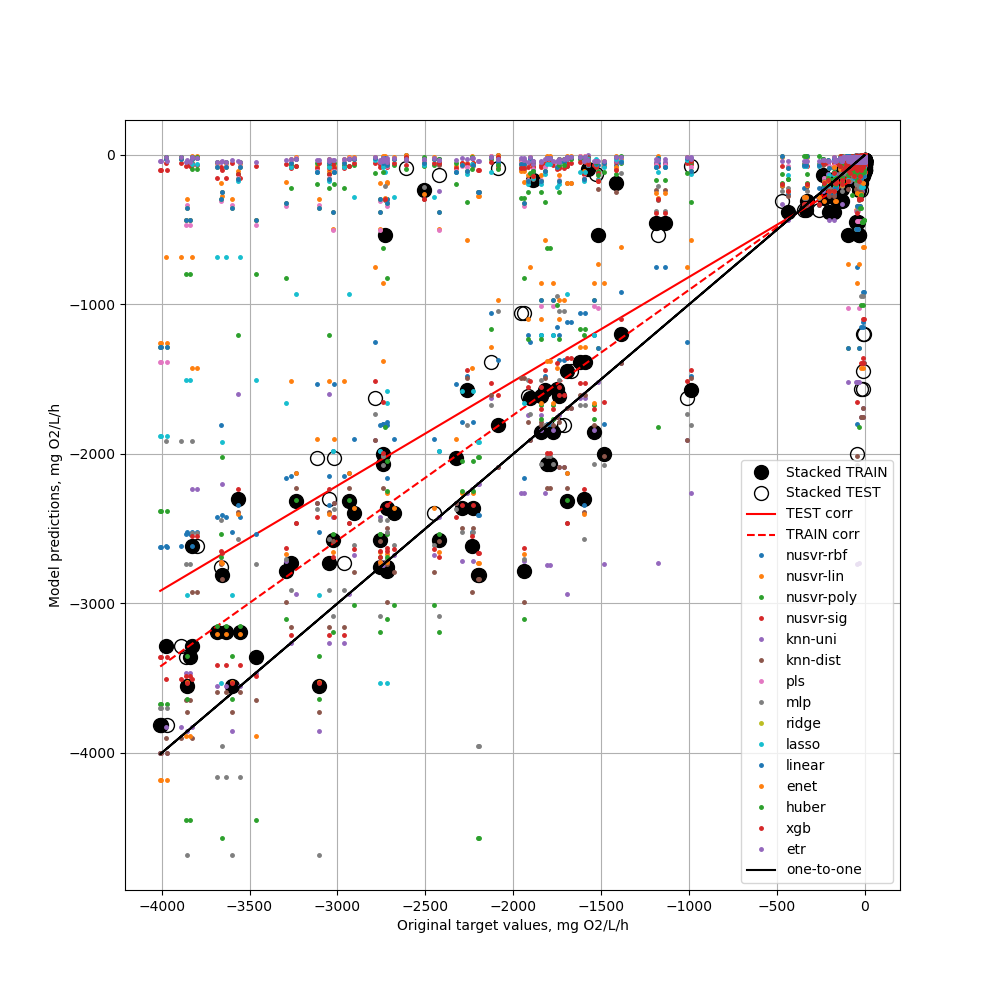 0
−1000
−2000
−3000
−4000
Model predictions, mg O2/L/h
−4000
−3500
−3000
−2500
−2000
−1500
−1000
−500
0
Original target values, mg O2/L/h
Stacked TRAIN
Stacked TEST
TEST corr
TRAIN corr
nusvr-rbf
nusvr-lin
nusvr-poly
nusvr-sig
knn-uni
knn-dist
pls
mlp
ridge
lasso
linear
enet
huber
xgb
etr
one-to-one